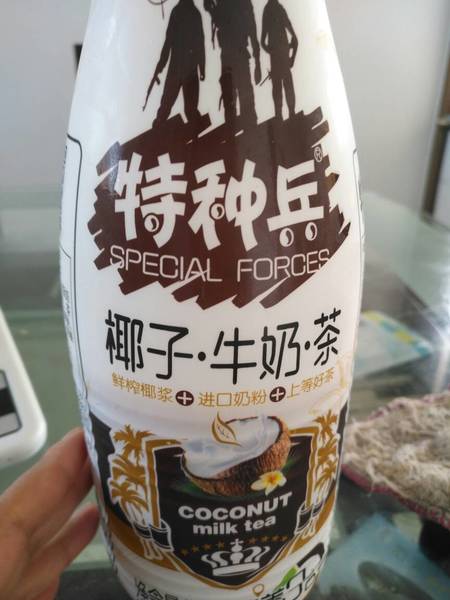 特种兵®
SPECIAL FORCES
椰子·牛奶·茶
鲜榨椰浆+进口奶粉+上等好茶
COCONUT
milk tea